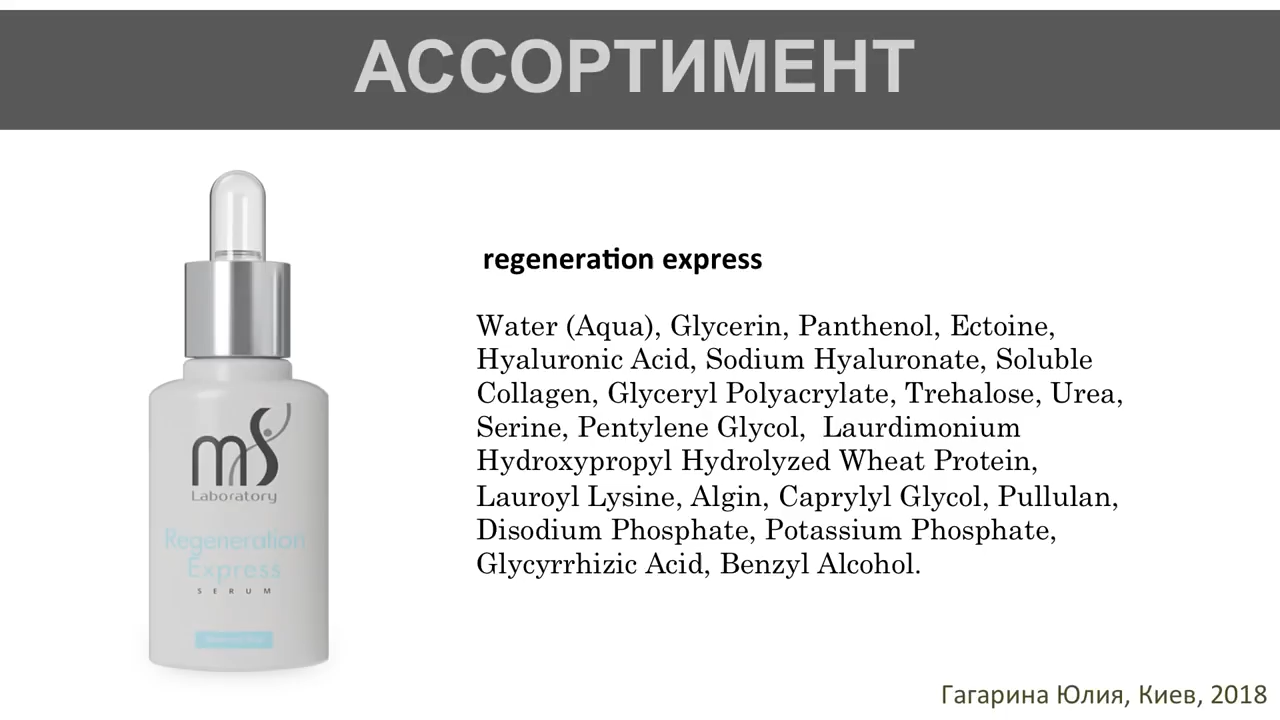 АССОРТИМЕНТ
regeneration express
Water (Aqua), Glycerin, Panthenol, Ectoine,
Hyaluronic Acid, Sodium Hyaluronate, Soluble
Collagen, Glyceryl Polyacrylate, Trehalose, Urea,
Serine, Pentylene Glycol, Laurdimonium
Hydroxypropyl Hydrolyzed Wheat Protein,
Lauroyl Lysine, Algin, Caprylyl Glycol, Pullulan,
Disodium Phosphate, Potassium Phosphate,
Glycyrrhizic Acid, Benzyl Alcohol.
mS
Laboratory
Regeneration
Express
SERUM
Гагарина Юлия, Киев, 2018